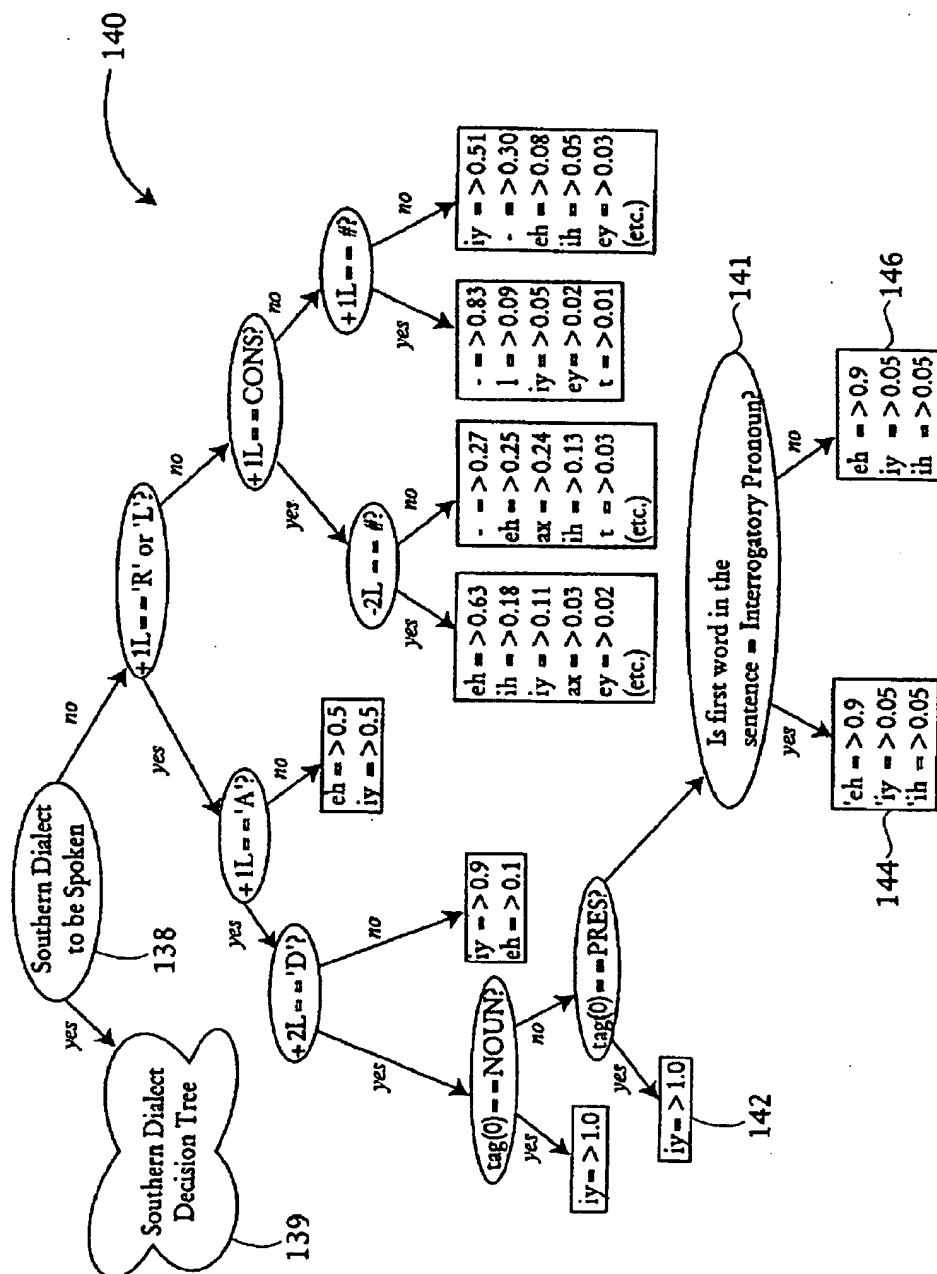 140
Southern Dialect
to be Spoken
138
yes
no
Southern Dialect
Decision Tree
139
+1L=='R' or 'L'?
yes
no
+1L=='A'?
yes
no
eh=>0.5
iy=>0.5
+1L==CONS?
yes
no
-2L==#?
yes
no
+1L==#?
yes
no
eh=>0.63
ih=>0.18
iy=>0.11
ax=>0.03
ey=>0.02
(etc.)
-=>0.27
eh=>0.25
ax=>0.24
ih=>0.13
t=>0.03
(etc.)
-=>0.83
l=>0.09
iy=>0.05
ey=>0.02
t=>0.01
iy=>0.51
-=>0.30
eh=>0.08
ih=>0.05
ey=>0.03
(etc.)
+2L=='D'?
yes
no
iy=>0.9
eh=>0.1
tag(0)==NOUN?
yes
no
iy=>1.0
tag(0)==PRES?
yes
iy=>1.0
142
Is first word in the
sentence = Interrogatory Pronoun?
141
yes
no
'eh=>0.9
'iy=>0.05
'ih=>0.05
144
eh=>0.9
iy=>0.05
ih=>0.05
146